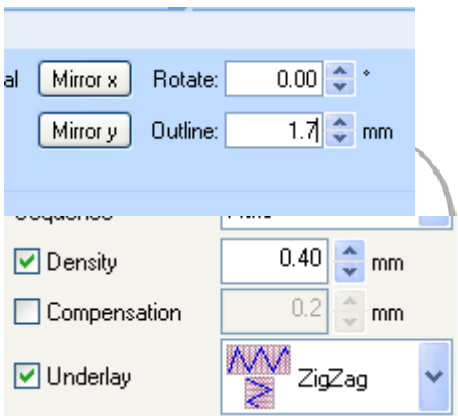 al Mirror x Rotate: 0.00 °
Mirror y Outline: 1.7 mm
Density 0.40 mm
Compensation 0.2 mm
Underlay ZigZag